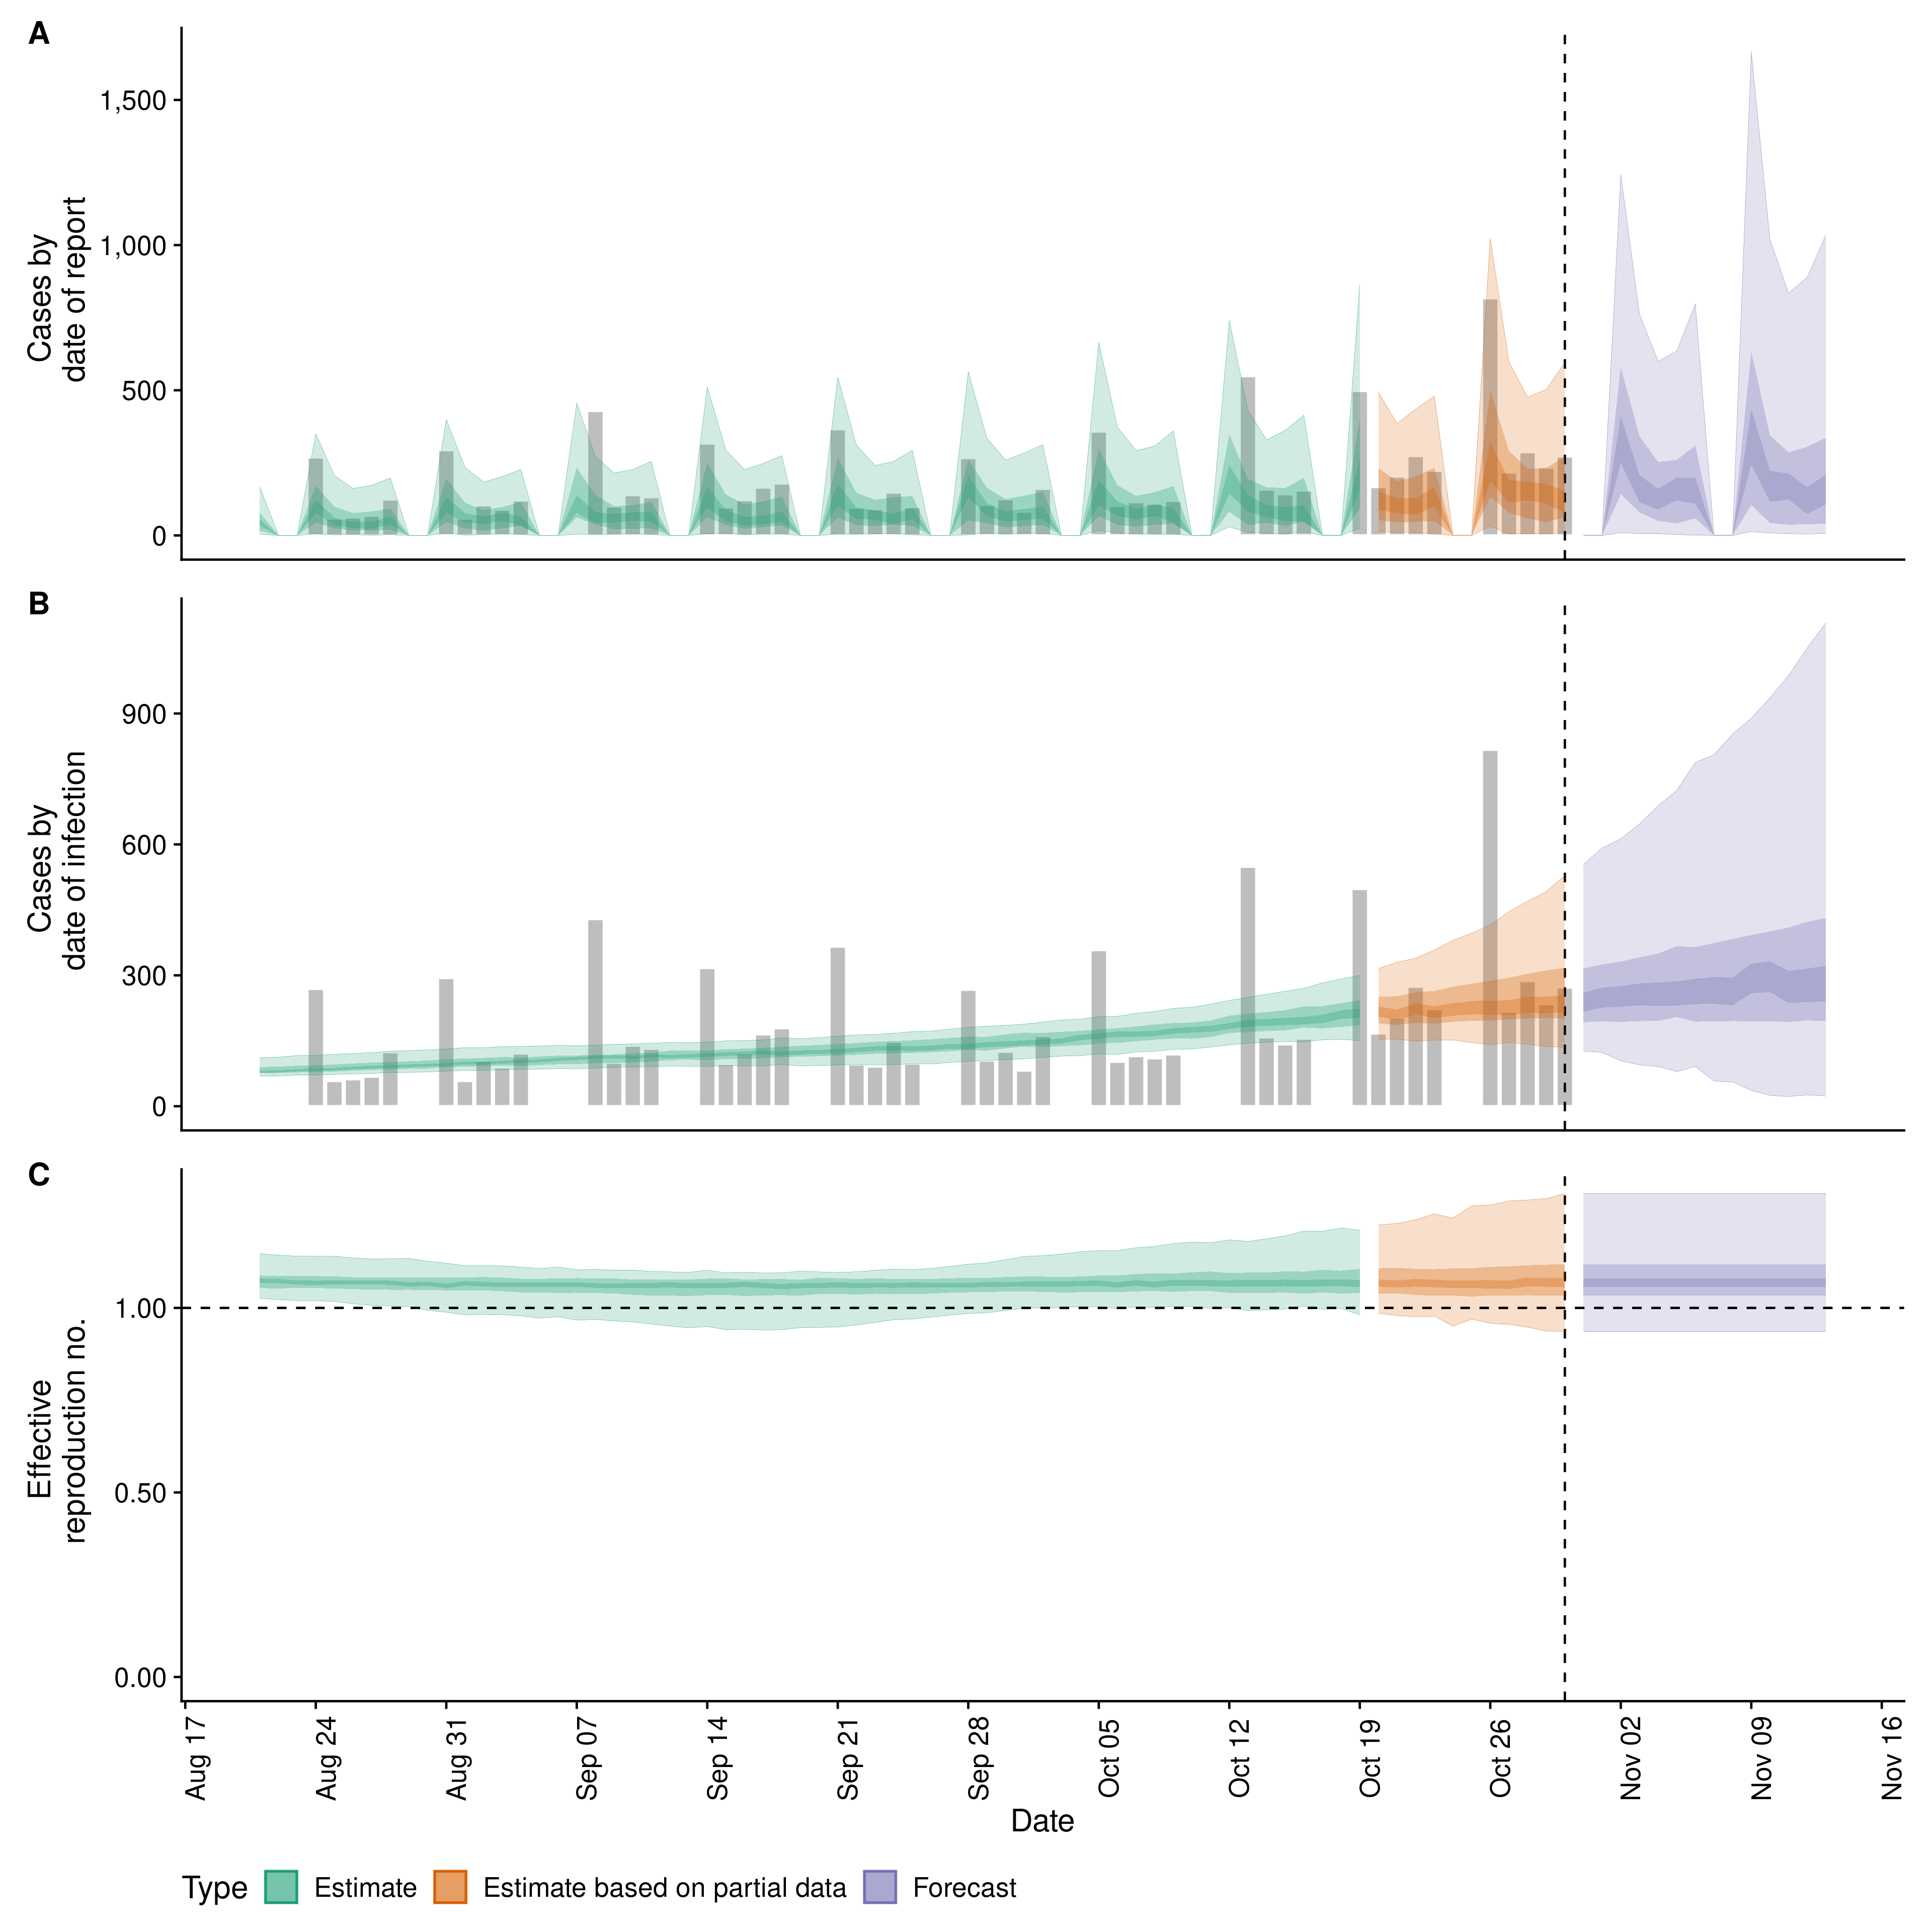 A
Cases by
date of report
1,500
1,000
500
0
B
Cases by
date of infection
900
600
300
0
C
Effective
reproduction no.
1.00
0.50
0.00
Aug 17
Aug 24
Aug 31
Sep 07
Sep 14
Sep 21
Sep 28
Oct 05
Oct 12
Oct 19
Oct 26
Nov 02
Nov 09
Nov 16
Date
Type Estimate Estimate based on partial data Forecast